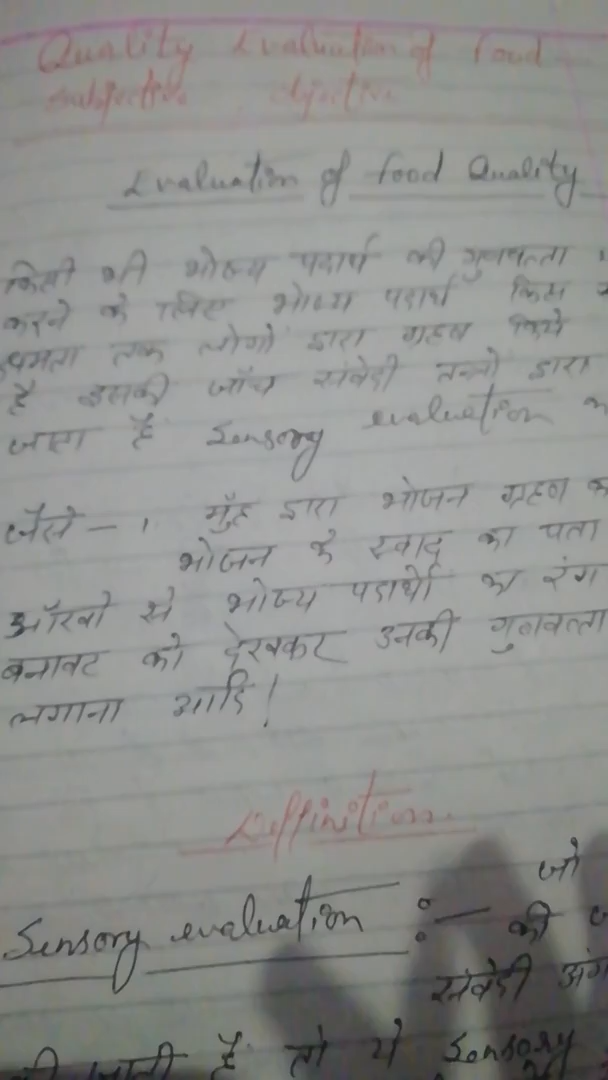 Quality Evaluation of food
Subjective, objective
Evaluation of food Quality
किसी भी भोज्य पदार्थ की गुणवत्ता
करने के लिए भोज्य पदार्थ किस
क्षमता तक लोगो द्वारा ग्रहण किये
है इसकी जाँच संवेदी तन्त्रो द्वारा
जाता है Sensory evaluation
जैसे - 1 मुँह द्वारा भोजन ग्रहण
भोजन के स्वाद का पता
आँखो से भोज्य पदार्थो का रंग
बनावट को देखकर उनकी गुणवत्ता
लगाना आदि।
Deffinition
Sensory evaluation :- जो
की
संवेदी अंग
की जाती है तो ये Sensory